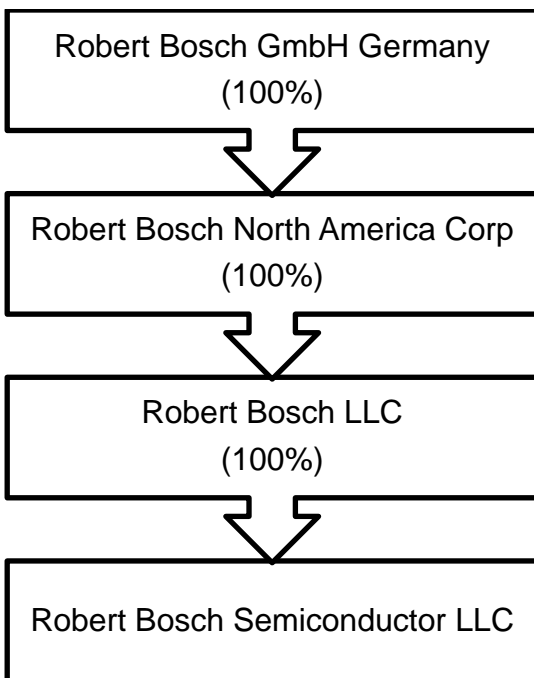 Robert Bosch GmbH Germany
(100%)
Robert Bosch North America Corp
(100%)
Robert Bosch LLC
(100%)
Robert Bosch Semiconductor LLC